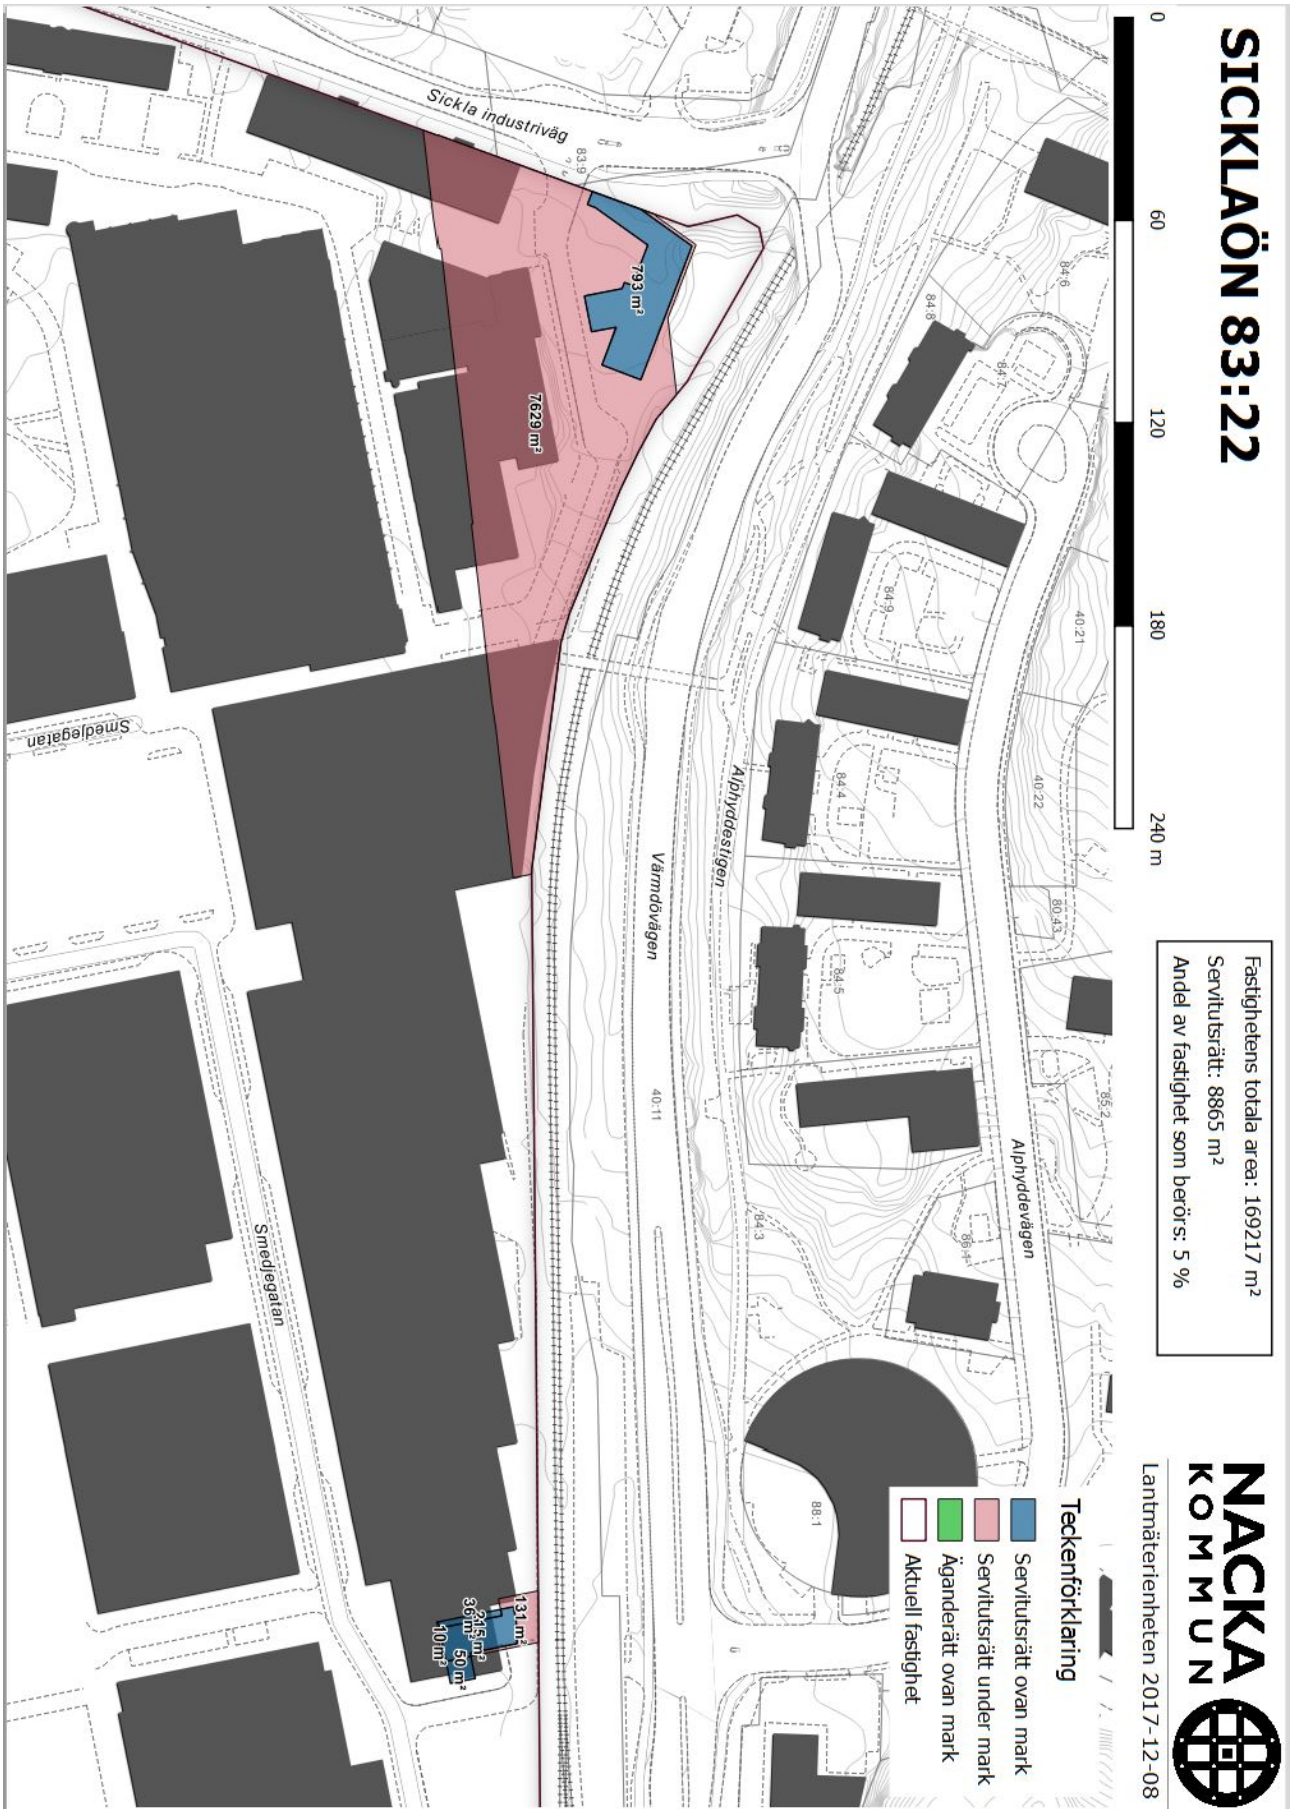 SICKLAÖN 83:22
0
60
120
180
240 m
Fastighetens totala area: 169217 m²
Servitutsrätt: 8865 m²
Andel av fastighet som berörs: 5 %
NACKA
KOMMUN
Lantmäterienheten 2017-12-08
Teckenförklaring
Servitutsrätt ovan mark
Servitutsrätt under mark
Äganderätt ovan mark
Aktuell fastighet
84:6
84:8
84:7
84:9
40:21
40:22
84:4
80:43
84:5
85:2
Alphyddevägen
86:1
84:3
88:1
Alphyddestigen
Värmdövägen
40:11
Sickla industriväg
83:9
793 m²
7629 m²
Smedjegatan
Smedjegatan
131 m²
215 m²
36 m²
50 m²
10 m²